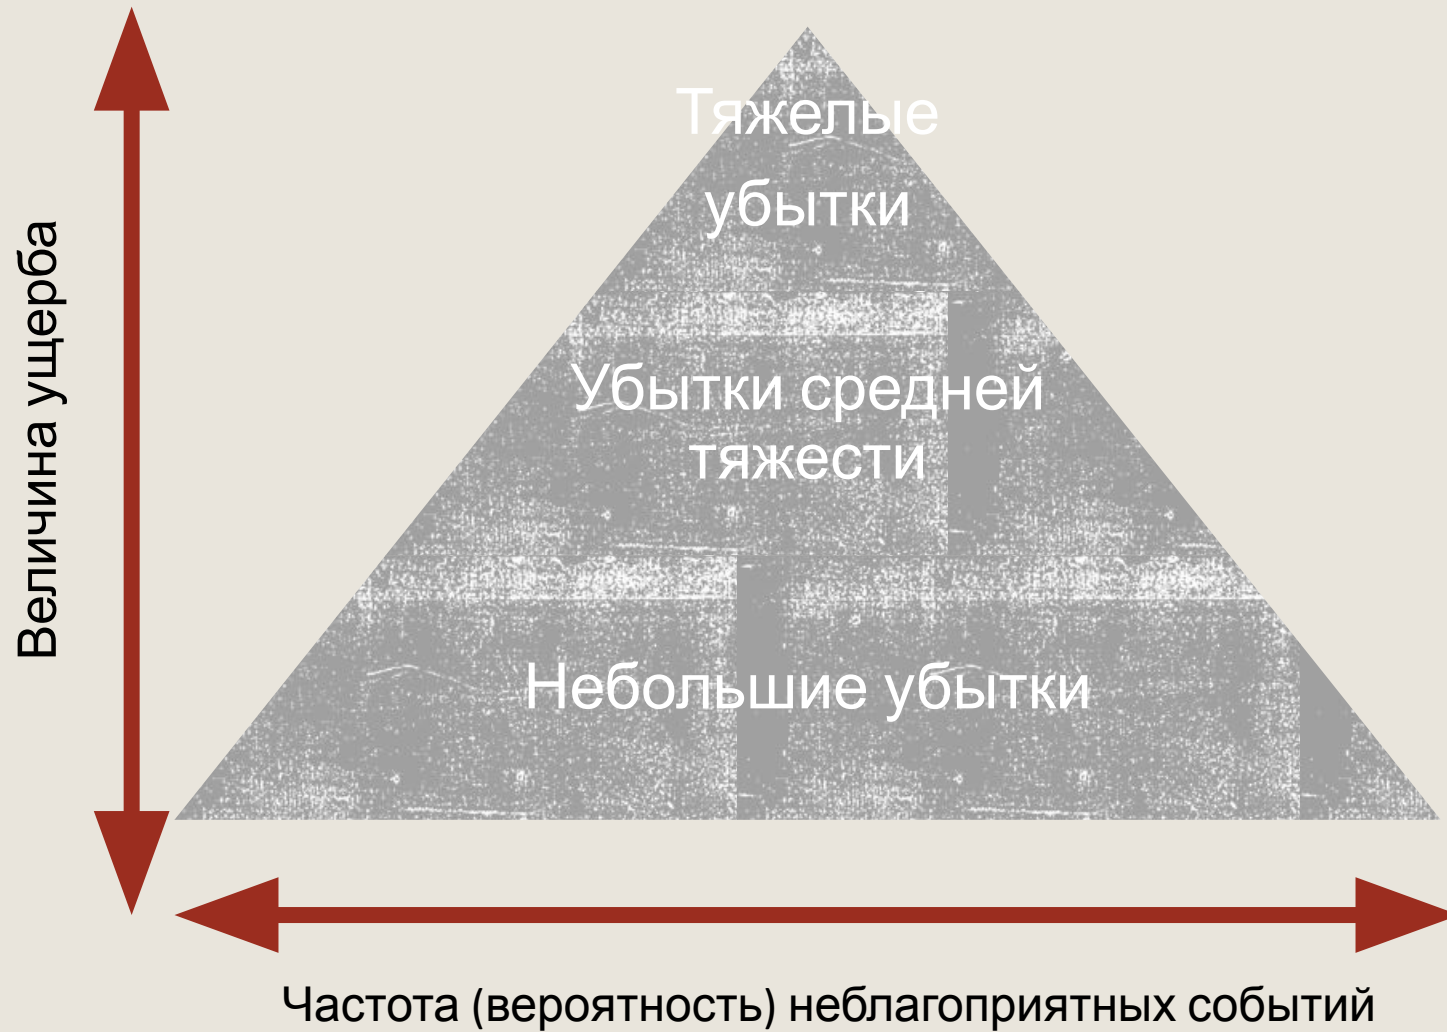 Тяжелые
убытки
Убытки средней
тяжести
Небольшие убытки
Величина ущерба
Частота (вероятность) неблагоприятных событий